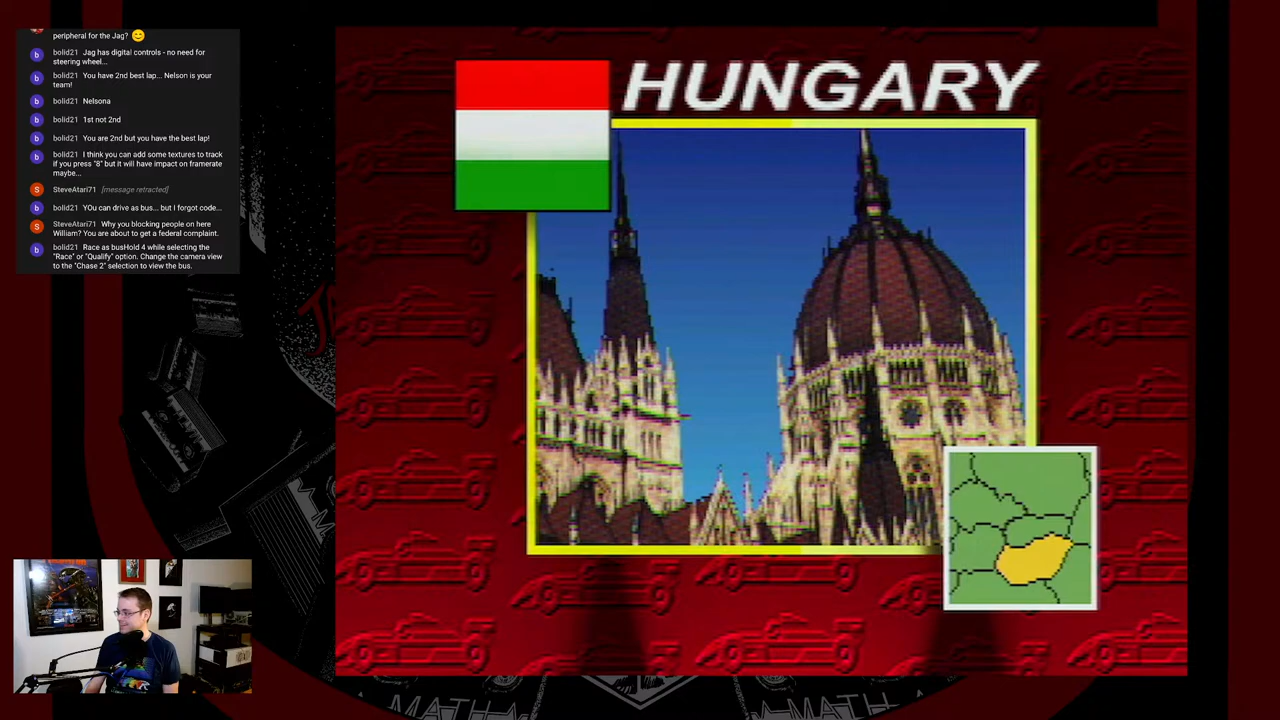 peripheral for the Jag? 😊
bolid21 Jag has digital controls - no need for
steering wheel...
bolid21 You have 2nd best lap... Nelson is your
team!
bolid21 Nelsona
bolid21 1st not 2nd
bolid21 You are 2nd but you have the best lap!
bolid21 I think you can add some textures to track
if you press "8" but it will have impact on framerate
maybe...
SteveAtari71 [message retracted]
bolid21 YOu can drive as bus... but I forgot code...
SteveAtari71 Why you blocking people on here
William? You are about to get a federal complaint.
bolid21 Race as busHold 4 while selecting the
"Race" or "Qualify" option. Change the camera view
to the "Chase 2" selection to view the bus.
HUNGARY